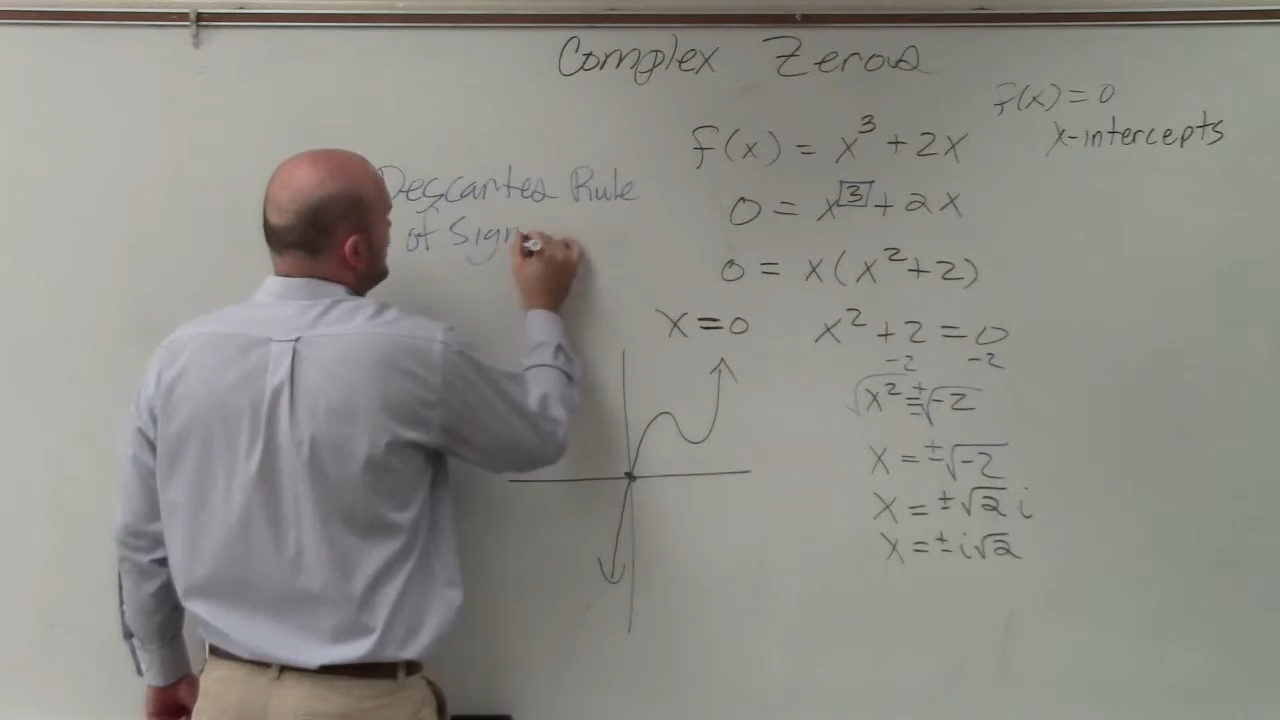 Complex Zeros
f(x) = 0
x-intercepts
f(x) = x³ + 2x
Descartes Rule
of Sign
0 = x³ + 2x
0 = x(x² + 2)
x = 0
x² + 2 = 0
-2 -2
√x² = ±√-2
x = ±√-2
x = ±√2 i
x = ±i√2